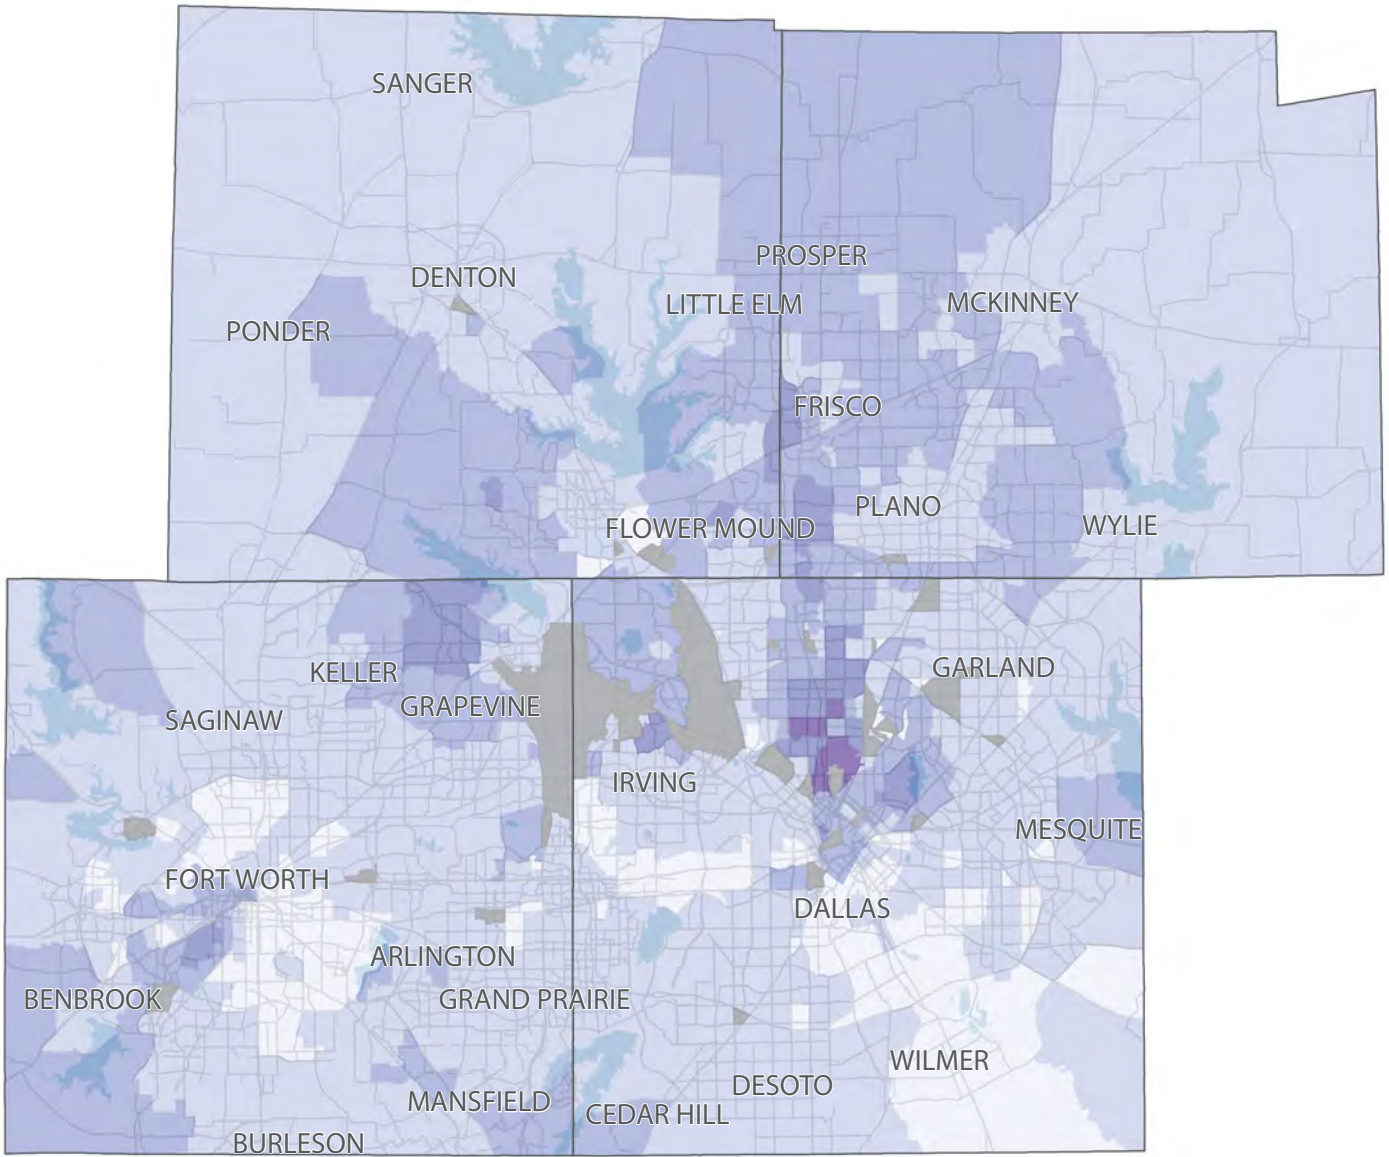 SANGER
PROSPER
DENTON
LITTLE ELM
MCKINNEY
PONDER
FRISCO
PLANO
FLOWER MOUND
WYLIE
KELLER
GARLAND
GRAPEVINE
SAGINAW
IRVING
MESQUITE
FORT WORTH
DALLAS
ARLINGTON
BENBROOK
GRAND PRAIRIE
WILMER
DESOTO
MANSFIELD
CEDAR HILL
BURLESON